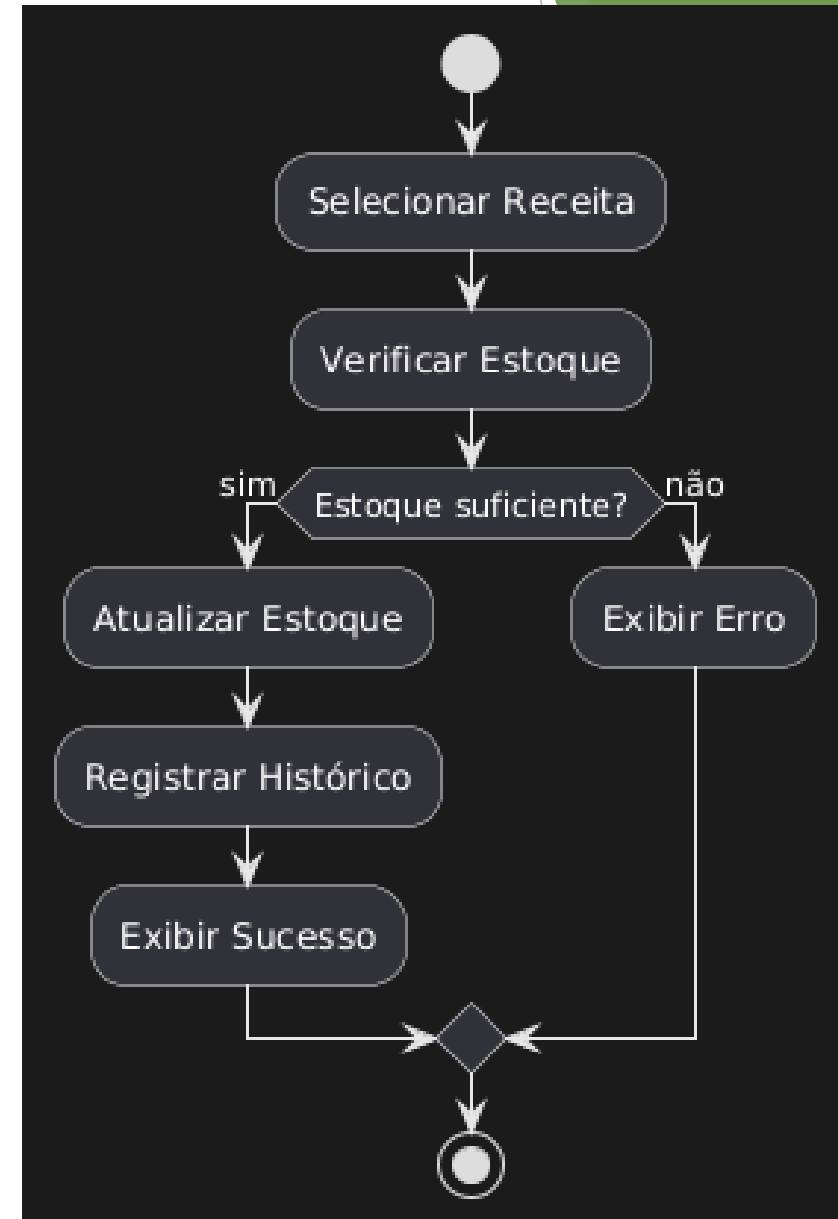 Selecionar Receita
Verificar Estoque
sim
Estoque suficiente?
não
Atualizar Estoque
Exibir Erro
Registrar Histórico
Exibir Sucesso